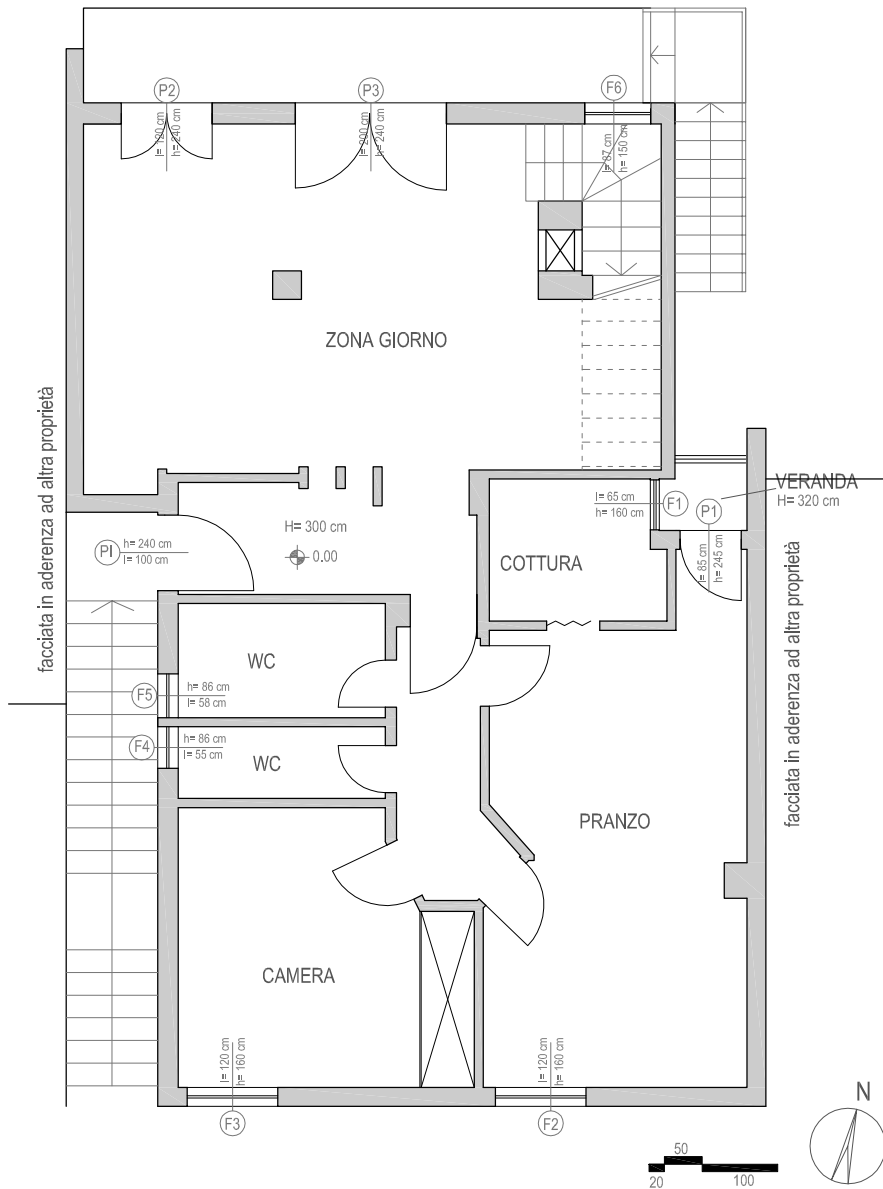 P2
P3
F6
l= 120 cm
h= 240 cm
l= 200 cm
h= 240 cm
l= 87 cm
h= 150 cm
ZONA GIORNO
facciata in aderenza ad altra proprietà
VERANDA
H= 320 cm
l= 65 cm
h= 160 cm
F1
P1
l= 85 cm
h= 245 cm
H= 300 cm
0.00
PI
h= 240 cm
l= 100 cm
COTTURA
facciata in aderenza ad altra proprietà
WC
F5
h= 86 cm
l= 58 cm
F4
h= 86 cm
l= 55 cm
WC
PRANZO
CAMERA
l= 120 cm
h= 160 cm
F3
l= 120 cm
h= 160 cm
F2
N
50
20
100